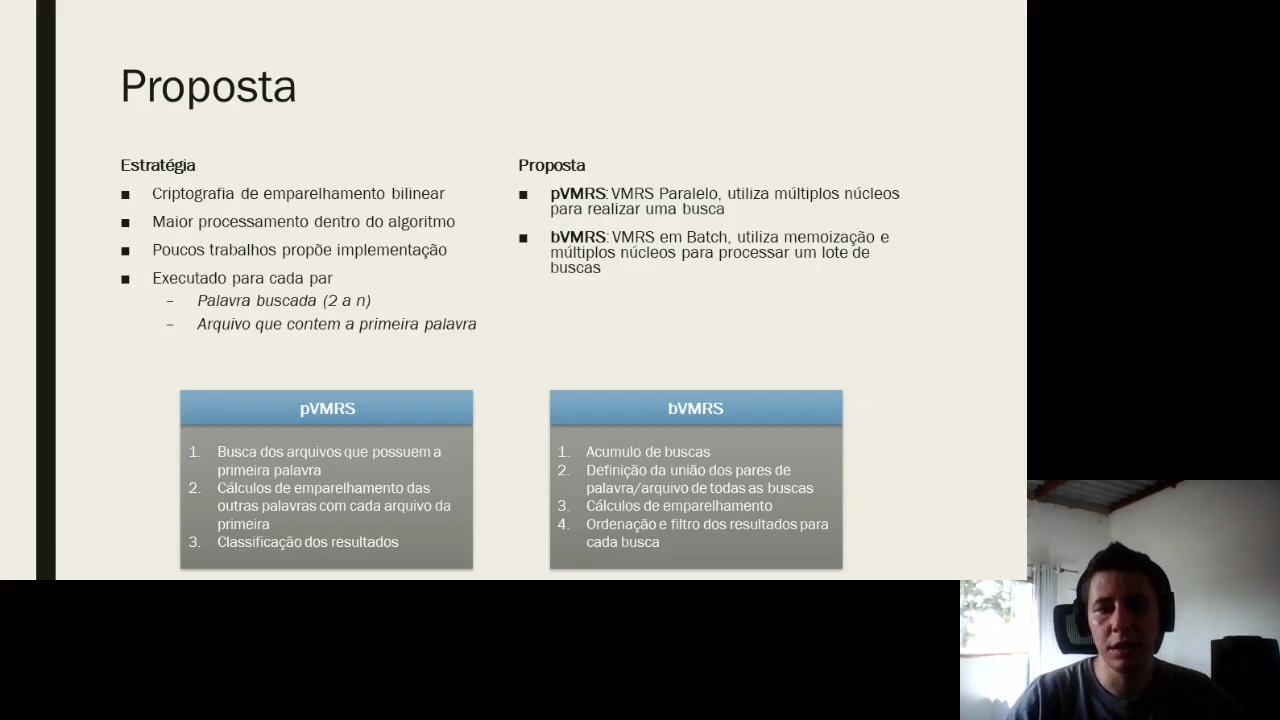 Proposta
Estratégia
■ Criptografia de emparelhamento bilinear
■ Maior processamento dentro do algoritmo
■ Poucos trabalhos propõe implementação
■ Executado para cada par
– Palavra buscada (2 a n)
– Arquivo que contem a primeira palavra
Proposta
■ pVMRS: VMRS Paralelo, utiliza múltiplos núcleos
para realizar uma busca
■ bVMRS: VMRS em Batch, utiliza memoização e
múltiplos núcleos para processar um lote de
buscas
pVMRS
1. Busca dos arquivos que possuem a
primeira palavra
2. Cálculos de emparelhamento das
outras palavras com cada arquivo da
primeira
3. Classificação dos resultados
bVMRS
1. Acumulo de buscas
2. Definição da união dos pares de
palavra/arquivo de todas as buscas
3. Cálculos de emparelhamento
4. Ordenação e filtro dos resultados para
cada busca